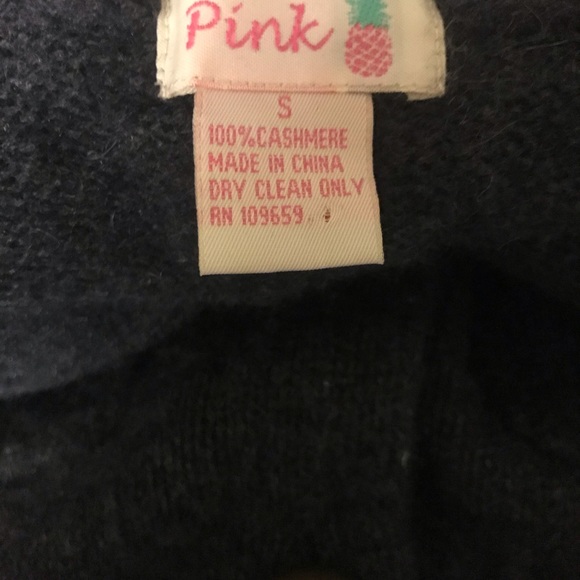 Pink
S
100%CASHMERE
MADE IN CHINA
DRY CLEAN ONLY
RN 109659